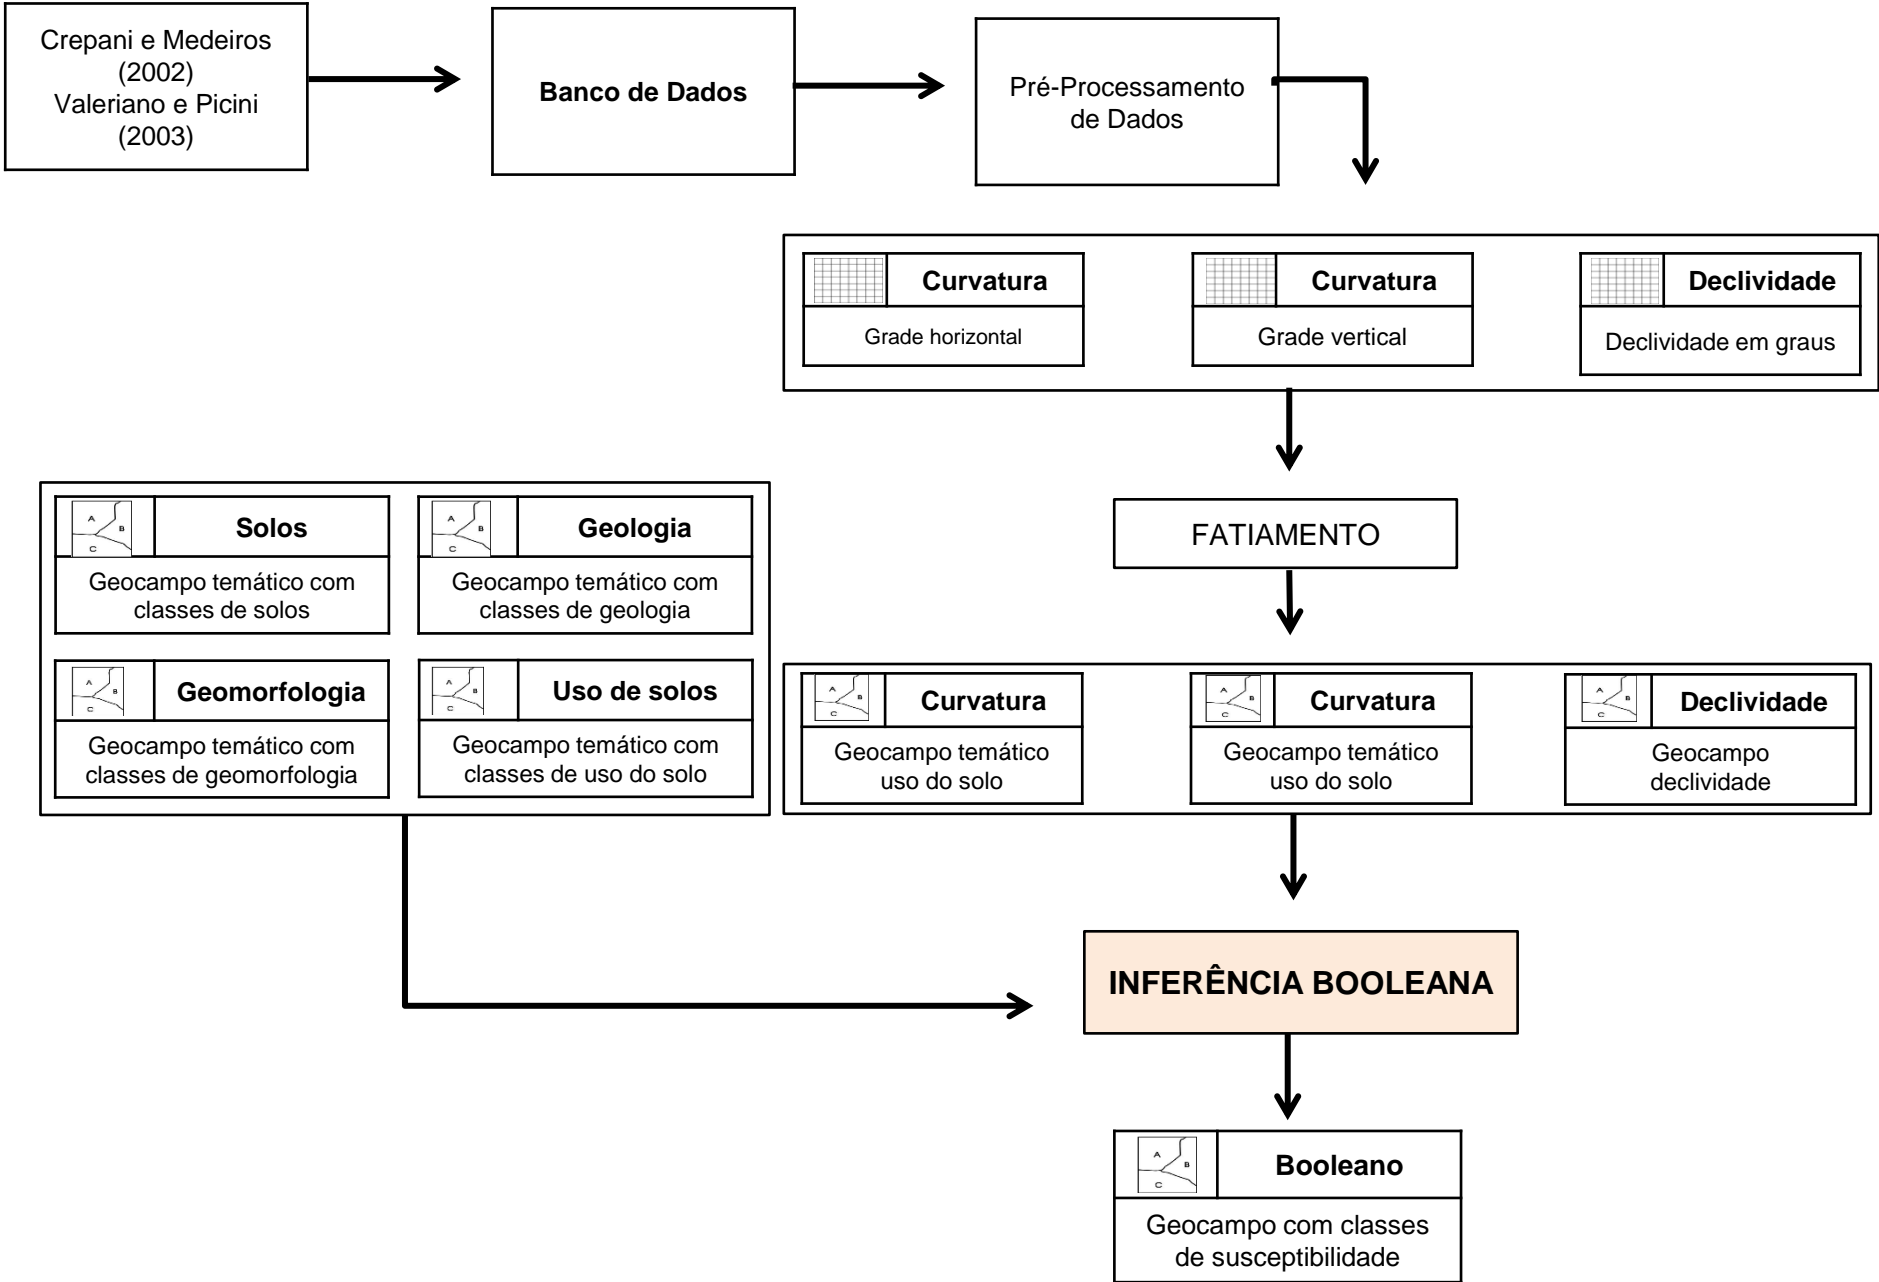 Crepani e Medeiros
(2002)
Valeriano e Picini
(2003)
Banco de Dados
Pré-Processamento
de Dados
Curvatura
Grade horizontal
Curvatura
Grade vertical
Declividade
Declividade em graus
FATIAMENTO
A
B
C
Solos
Geocampo temático com
classes de solos
A
B
C
Geologia
Geocampo temático com
classes de geologia
A
B
C
Geomorfologia
Geocampo temático com
classes de geomorfologia
A
B
C
Uso de solos
Geocampo temático com
classes de uso do solo
A
B
C
Curvatura
Geocampo temático
uso do solo
A
B
C
Curvatura
Geocampo temático
uso do solo
A
B
C
Declividade
Geocampo
declividade
INFERÊNCIA BOOLEANA
A
B
C
Booleano
Geocampo com classes
de susceptibilidade